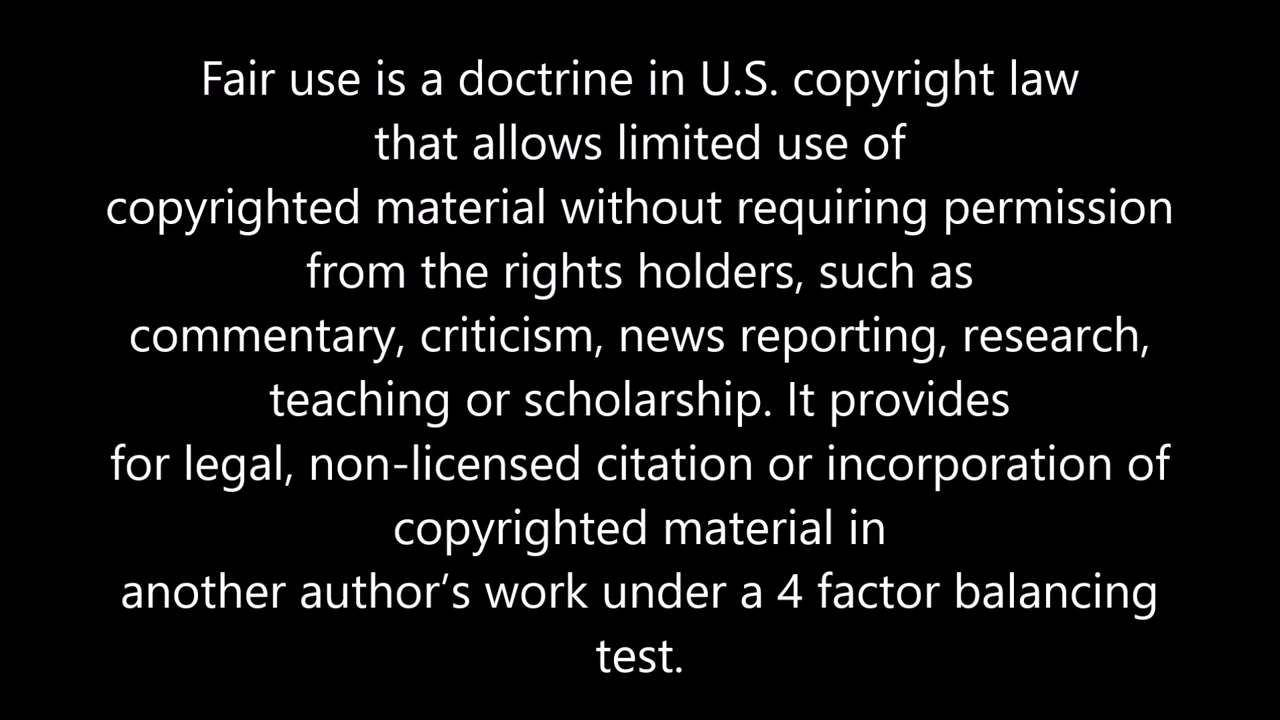 Fair use is a doctrine in U.S. copyright law
that allows limited use of
copyrighted material without requiring permission
from the rights holders, such as
commentary, criticism, news reporting, research,
teaching or scholarship. It provides
for legal, non-licensed citation or incorporation of
copyrighted material in
another author’s work under a 4 factor balancing
test.